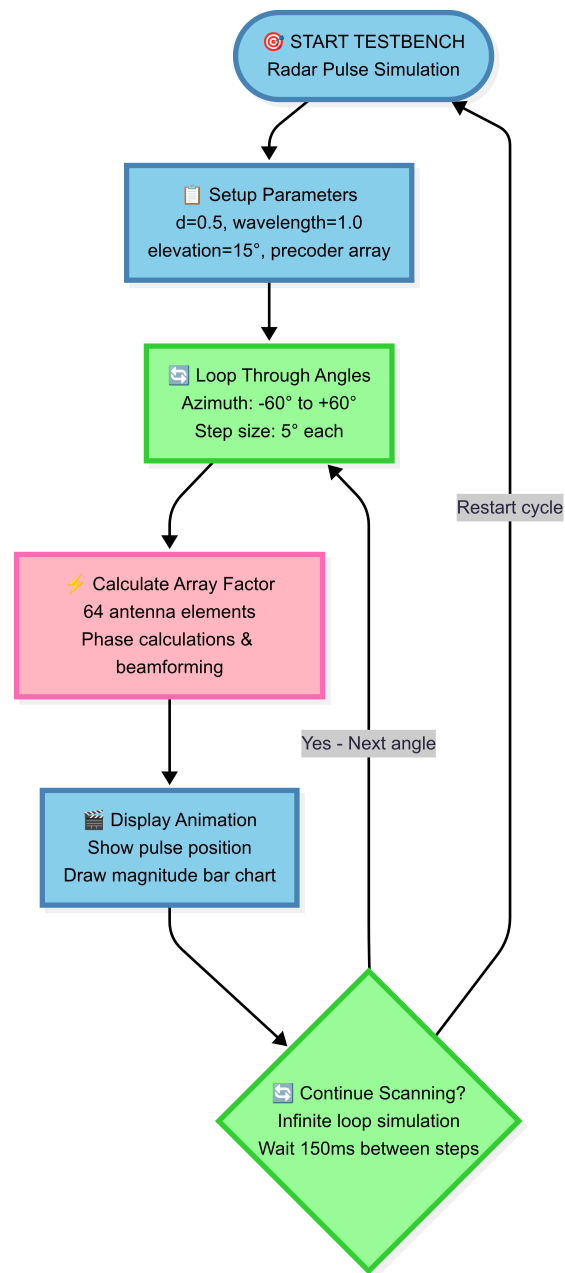 🎯 START TESTBENCH
Radar Pulse Simulation
📋 Setup Parameters
d=0.5, wavelength=1.0
elevation=15°, precoder array
🔄 Loop Through Angles
Azimuth: -60° to +60°
Step size: 5° each
Restart cycle
⚡ Calculate Array Factor
64 antenna elements
Phase calculations &
beamforming
Yes - Next angle
🎬 Display Animation
Show pulse position
Draw magnitude bar chart
🔄 Continue Scanning?
Infinite loop simulation
Wait 150ms between steps